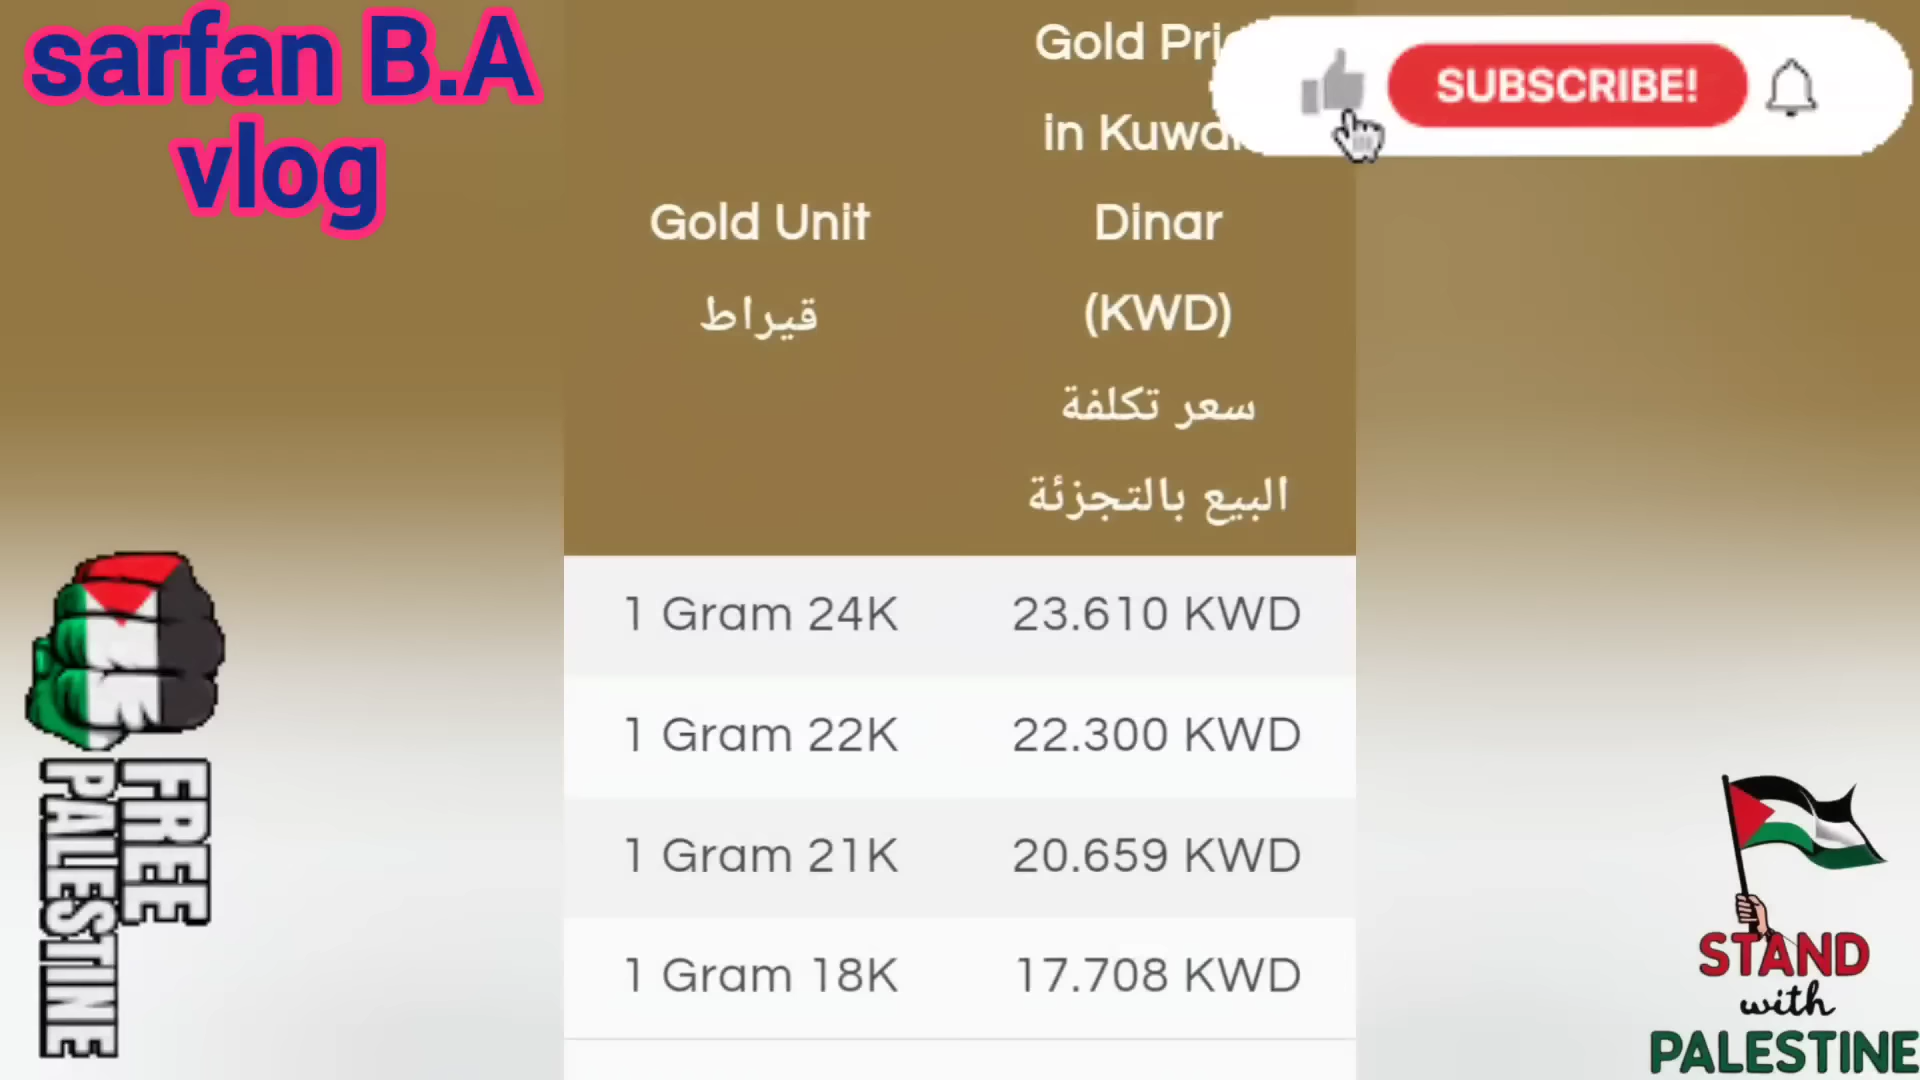 sarfan B.A
vlog
Gold Unit
قيراط
Gold Pri
in Kuwa
Dinar
(KWD)
سعر تكلفة
البيع بالتجزئة
SUBSCRIBE!
1 Gram 24K 23.610 KWD
1 Gram 22K 22.300 KWD
1 Gram 21K 20.659 KWD
1 Gram 18K 17.708 KWD
FREE
PALESTINE
STAND
with
PALESTINE